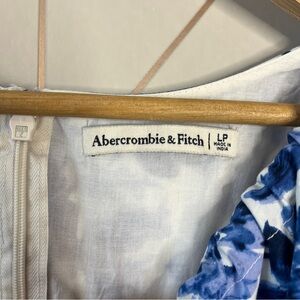 Abercrombie & Fitch
LP
MADE IN
INDIA